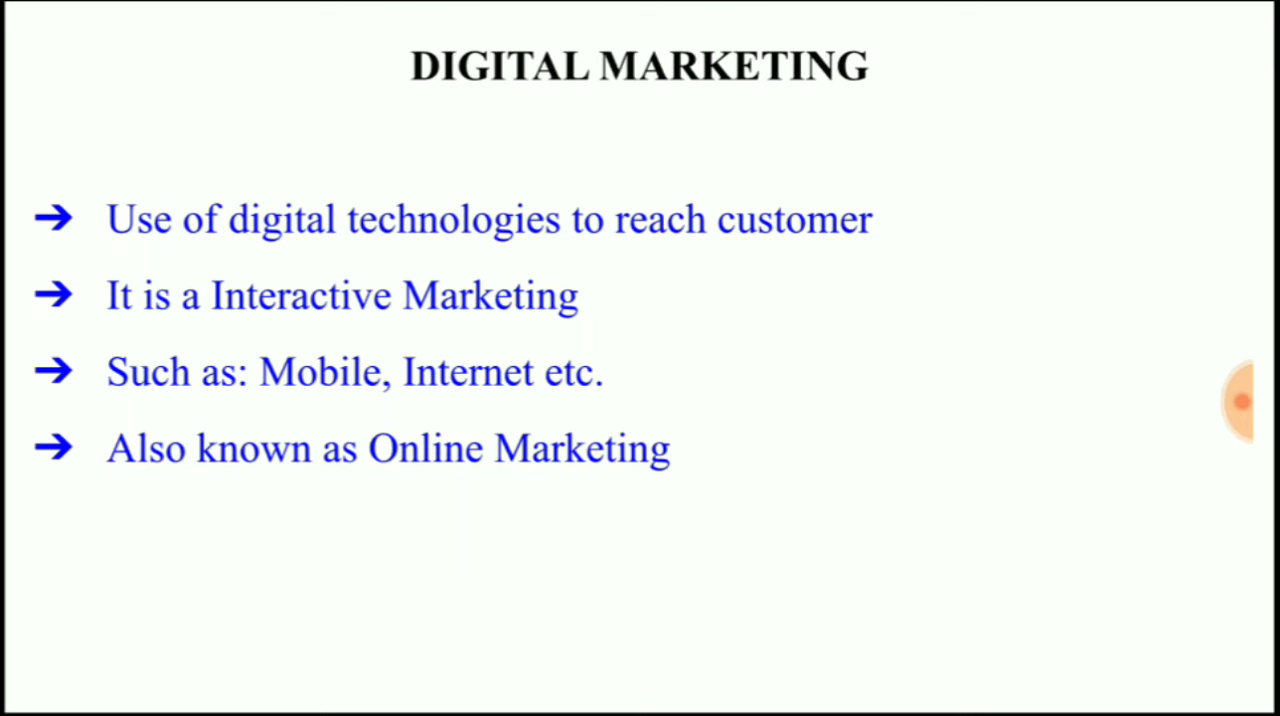 DIGITAL MARKETING
➔ Use of digital technologies to reach customer
➔ It is a Interactive Marketing
➔ Such as: Mobile, Internet etc.
➔ Also known as Online Marketing